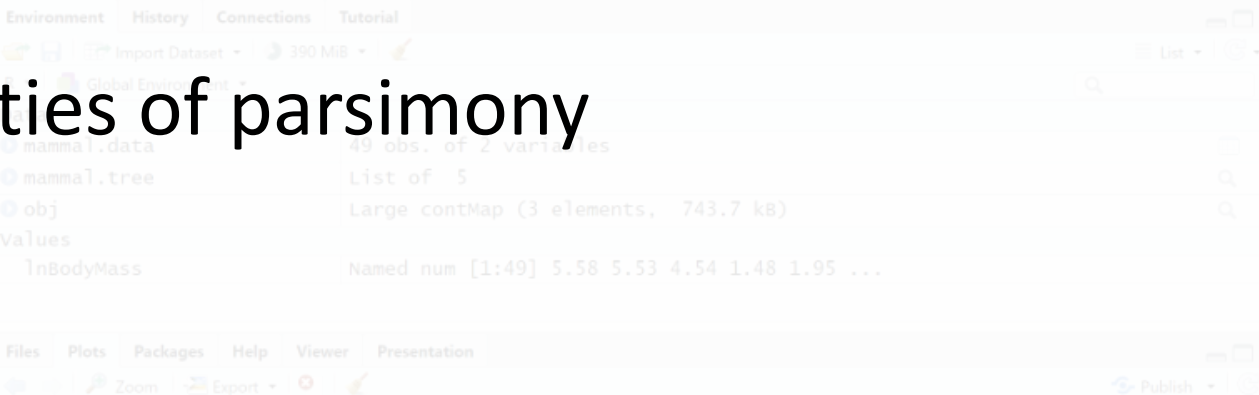 Environment History Connections Tutorial
Import Dataset 390 MiB List
Global Environment
ties of parsimony
mammal.data 49 obs. of 2 variables
mammal.tree List of 5
obj Large contMap (3 elements, 743.7 kB)
Values
lnBodyMass Named num [1:49] 5.58 5.53 4.54 1.48 1.95 ...
Files Plots Packages Help Viewer Presentation
Zoom Export Publish